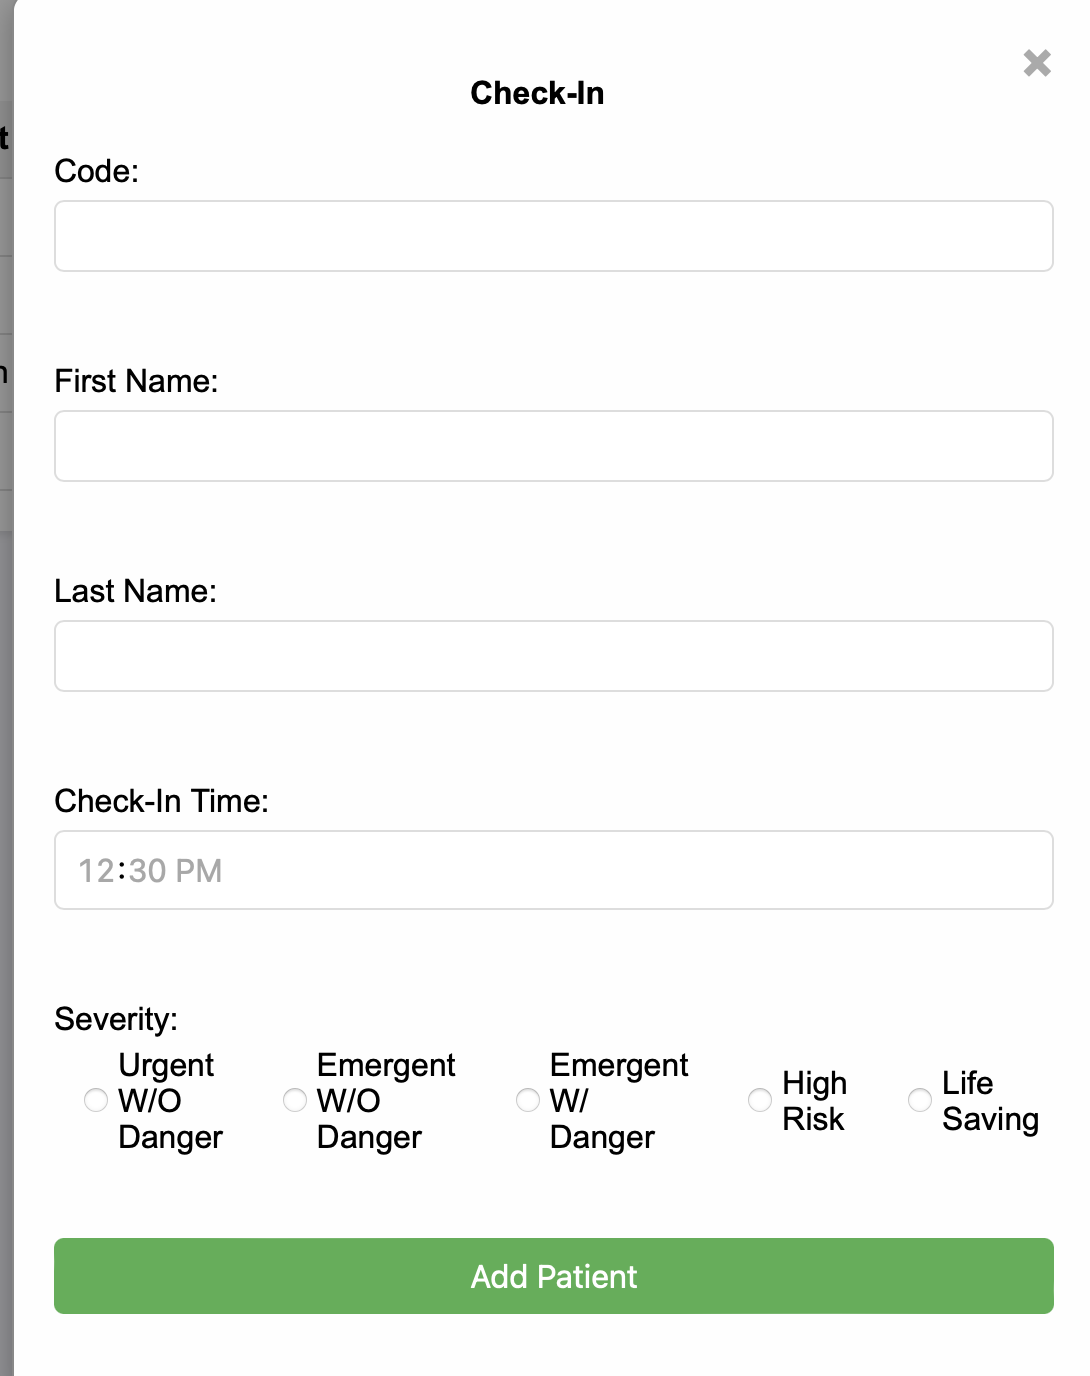 Check-In
Code:
First Name:
Last Name:
Check-In Time:
12:30 PM
Severity:
Urgent
W/O
Danger
Emergent
W/O
Danger
Emergent
W/
Danger
High
Risk
Life
Saving
Add Patient